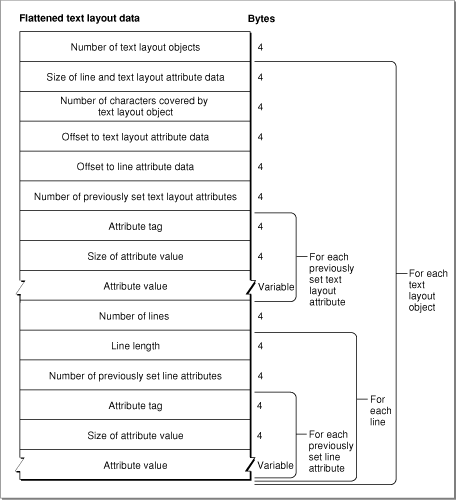 Flattened text layout data Bytes
Number of text layout objects 4
Size of line and text layout attribute data 4
Number of characters covered by
text layout object 4
Offset to text layout attribute data 4
Offset to line attribute data 4
Number of previously set text layout attributes 4
Attribute tag 4
Size of attribute value 4
Attribute value Variable
For each
previously
set text
layout
attribute
For each
text
layout
object
Number of lines 4
Line length 4
Number of previously set line attributes 4
Attribute tag 4
Size of attribute value 4
Attribute value Variable
For each
previously
set line
attribute
For
each
line